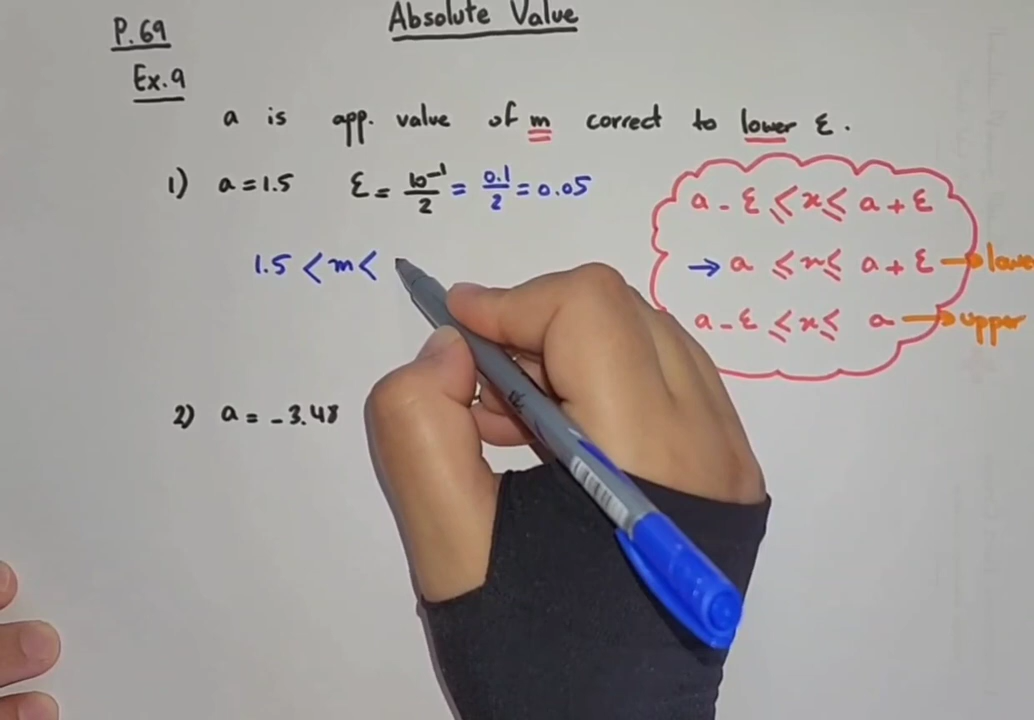 Absolute Value
P.69
Ex.9
a is app. value of m correct to lower ε.
1) a = 1.5 ε = 10⁻¹/2 = 0.1/2 = 0.05
1.5 < m <
a - ε ⩽ x ⩽ a + ε
→ a ⩽ x ⩽ a + ε → lowe
a - ε ⩽ x ⩽ a → upper
2) a = -3.48